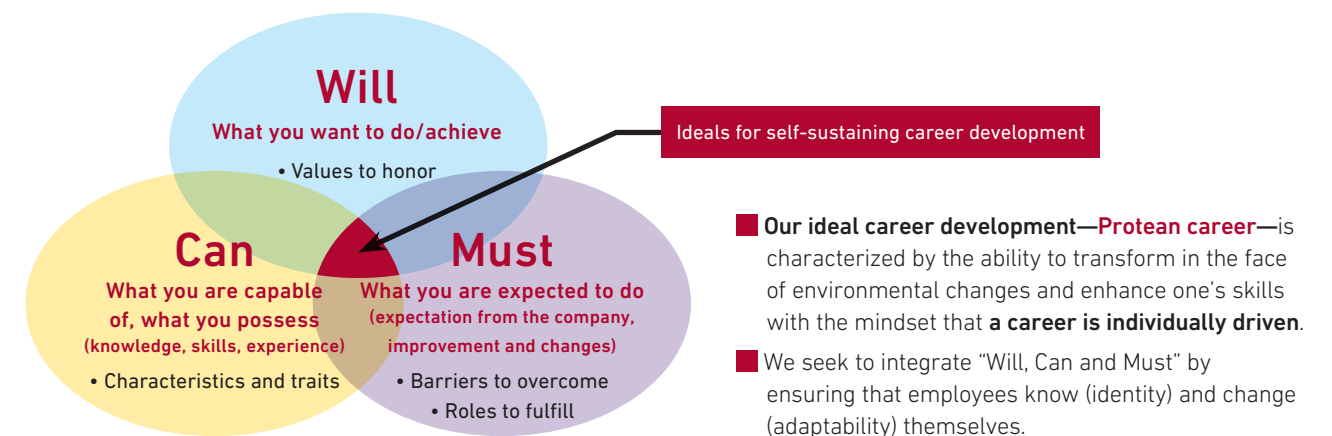 Will
What you want to do/achieve
• Values to honor
Ideals for self-sustaining career development
Can
What you are capable
of, what you possess
(knowledge, skills, experience)
• Characteristics and traits
Must
What you are expected to do
(expectation from the company,
improvement and changes)
• Barriers to overcome
• Roles to fulfill
Our ideal career development—Protean career—is
characterized by the ability to transform in the face
of environmental changes and enhance one’s skills
with the mindset that a career is individually driven.
We seek to integrate “Will, Can and Must” by
ensuring that employees know (identity) and change
(adaptability) themselves.